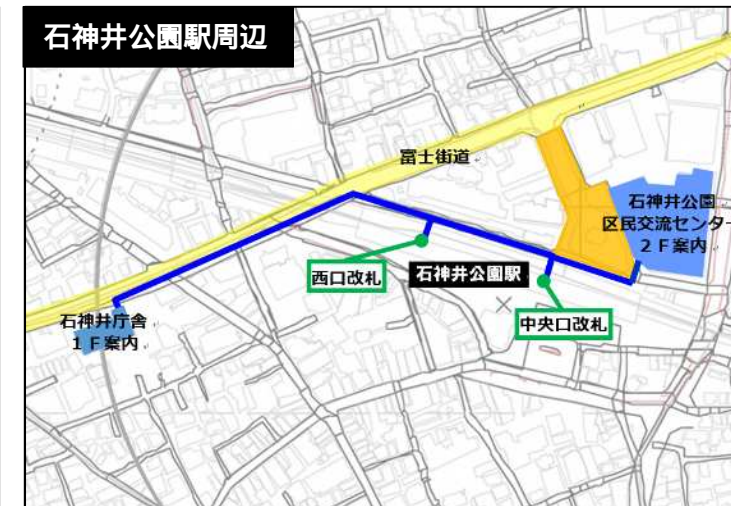 石神井公園駅周辺
富士街道
石神井公園
区民交流センター
２Ｆ案内
西口改札
石神井公園駅
中央口改札
石神井庁舎
１Ｆ案内